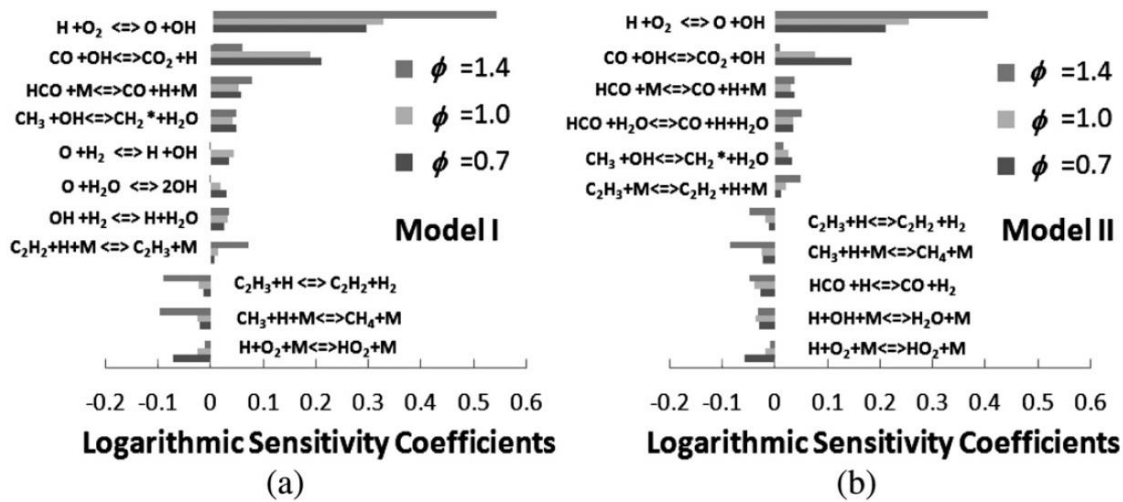 (a)
H +O₂ <=> O +OH
CO +OH<=>CO₂ +H
HCO +M<=>CO +H+M
CH₃ +OH<=>CH₂ *+H₂O
O +H₂ <=> H +OH
O +H₂O <=> 2OH
OH +H₂ <=> H+H₂O
C₂H₂+H+M <=> C₂H₃+M
C₂H₃+H <=> C₂H₂+H₂
CH₃+H+M<=>CH₄+M
H+O₂+M<=>HO₂+M
ϕ =1.4
ϕ =1.0
ϕ =0.7
Model I
-0.2 -0.1 0 0.1 0.2 0.3 0.4 0.5 0.6
Logarithmic Sensitivity Coefficients
(a)
(b)
H +O₂ <=> O +OH
CO +OH<=>CO₂ +OH
HCO +M<=>CO +H+M
HCO +H₂O<=>CO +H+H₂O
CH₃ +OH<=>CH₂ *+H₂O
C₂H₃+M<=>C₂H₂ +H+M
C₂H₃+H<=>C₂H₂ +H₂
CH₃+H+M<=>CH₄+M
HCO +H<=>CO +H₂
H+OH+M<=>H₂O+M
H+O₂+M<=>HO₂+M
ϕ =1.4
ϕ =1.0
ϕ =0.7
Model II
-0.2 -0.1 0 0.1 0.2 0.3 0.4 0.5 0.6
Logarithmic Sensitivity Coefficients
(b)